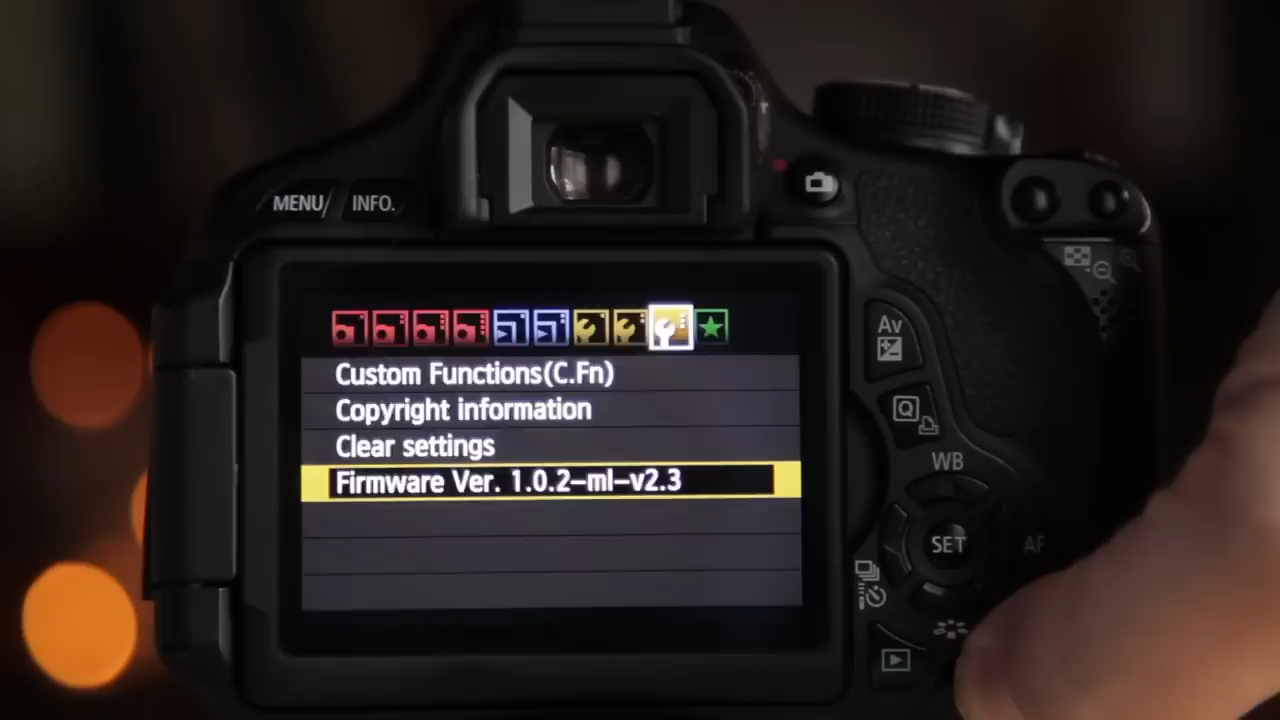 MENU INFO.
Av
Q
WB
SET
AF
Custom Functions(C.Fn)
Copyright information
Clear settings
Firmware Ver. 1.0.2-ml-v2.3